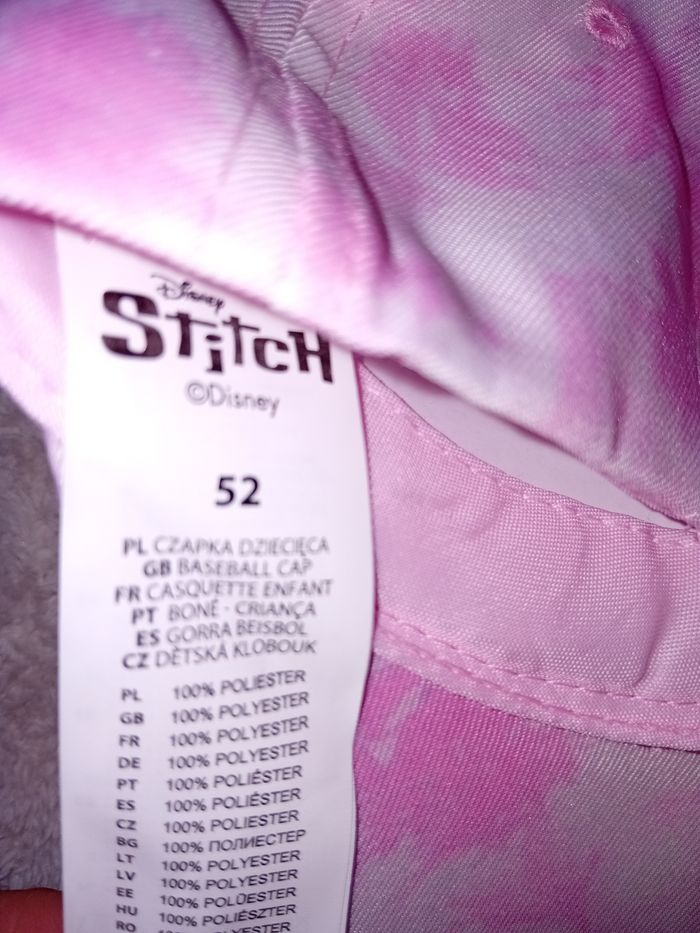 Disney
Stitch
©Disney
52
PL CZAPKA DZIECIĘCA
GB BASEBALL CAP
FR CASQUETTE ENFANT
PT BONÉ - CRIANÇA
ES GORRA BEISBOL
CZ DĚTSKÁ KLOBOUK
PL 100% POLIESTER
GB 100% POLYESTER
FR 100% POLYESTER
DE 100% POLYESTER
PT 100% POLIÉSTER
ES 100% POLIÉSTER
CZ 100% POLIESTER
BG 100% ПОЛИЕСТЕР
LT 100% POLYESTER
LV 100% POLYESTER
EE 100% POLÜESTER
HU 100% POLIÉSZTER
RO